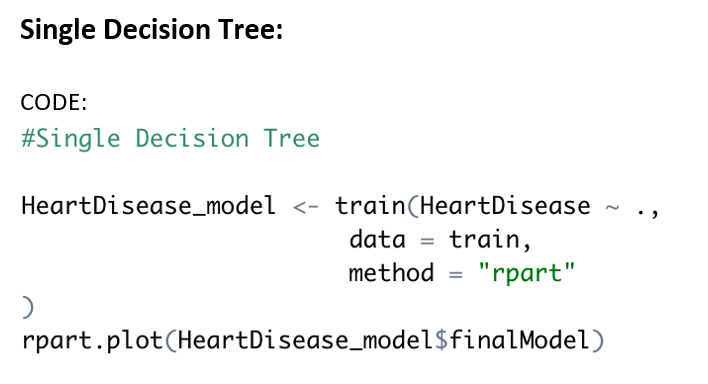 Single Decision Tree:
CODE:
#Single Decision Tree
HeartDisease_model <- train(HeartDisease ~ .,
data = train,
method = "rpart"
)
rpart.plot(HeartDisease_model$finalModel)